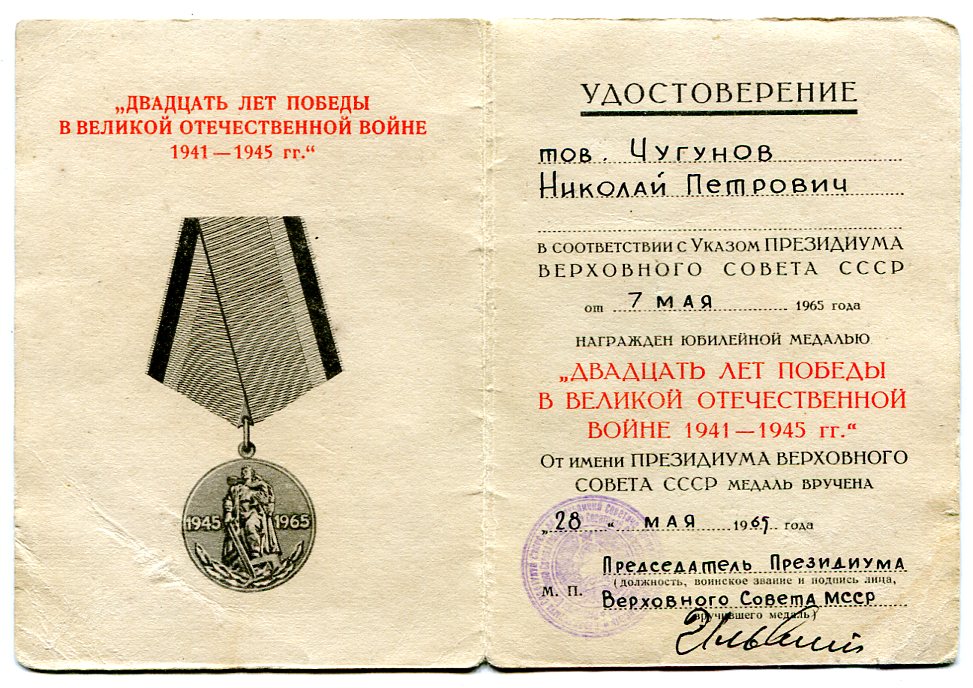 „ДВАДЦАТЬ ЛЕТ ПОБЕДЫ
В ВЕЛИКОЙ ОТЕЧЕСТВЕННОЙ ВОЙНЕ
1941—1945 гг.“
1945 1965
УДОСТОВЕРЕНИЕ
тов. Чугунов
Николай Петрович
В СООТВЕТСТВИИ С УКАЗОМ ПРЕЗИДИУМА
ВЕРХОВНОГО СОВЕТА СССР
от 7 мая 1965 года
НАГРАЖДЕН ЮБИЛЕЙНОЙ МЕДАЛЬЮ
„ДВАДЦАТЬ ЛЕТ ПОБЕДЫ
В ВЕЛИКОЙ ОТЕЧЕСТВЕННОЙ
ВОЙНЕ 1941—1945 гг.“
ОТ ИМЕНИ ПРЕЗИДИУМА ВЕРХОВНОГО
СОВЕТА СССР МЕДАЛЬ ВРУЧЕНА
„28“ мая 1965 года
Председатель Президиума
(должность, воинское звание и подпись лица,
М. П. Верховного Совета МССР
вручившего медаль)